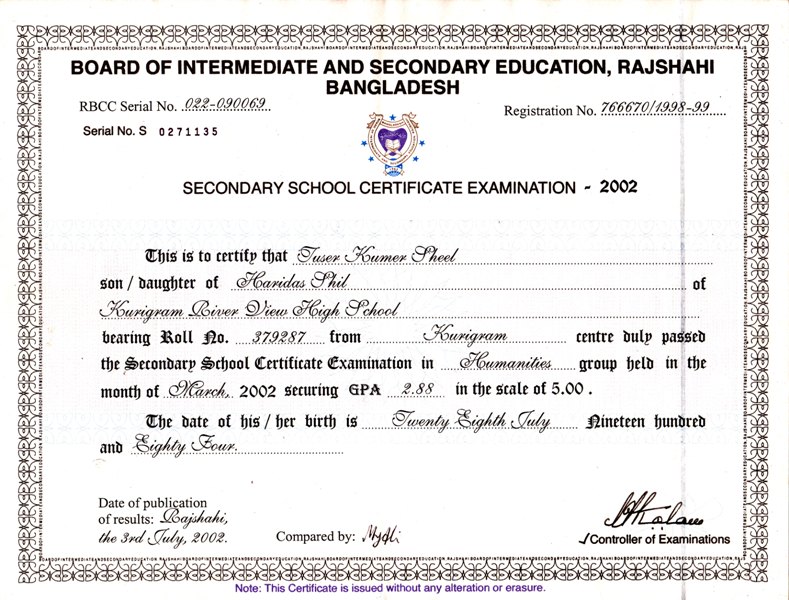 BOARD OF INTERMEDIATE AND SECONDARY EDUCATION, RAJSHAHI
BANGLADESH
RBCC Serial No. 022-090069
Registration No. 766670/1998-99
Serial No. S 0271135
SECONDARY SCHOOL CERTIFICATE EXAMINATION - 2002
This is to certify that Tuser Kumer Sheel
son / daughter of Haridas Shil of
Kurigram River View High School
bearing Roll No. 379287 from Kurigram centre duly passed
the Secondary School Certificate Examination in Humanities group held in the
month of March, 2002 securing GPA 2.88 in the scale of 5.00 .
The date of his / her birth is Twenty Eighth July Nineteen hundred
and Eighty Four.
Date of publication
of results: Rajshahi,
the 3rd July, 2002.
Compared by:
Controller of Examinations
Note: This Certificate is issued without any alteration or erasure.